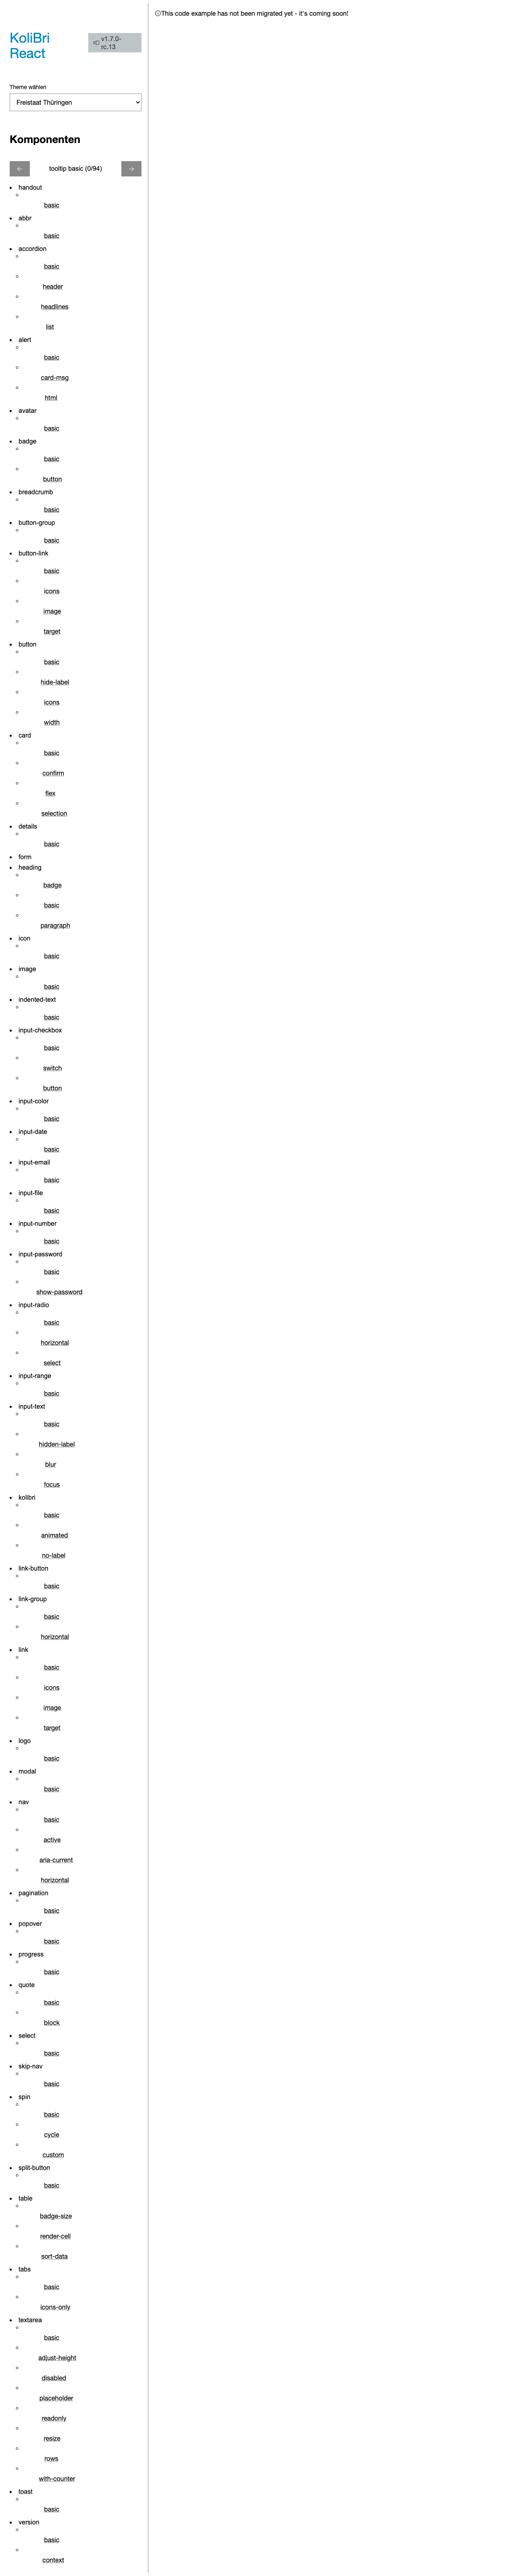 KoliBri
React
v1.7.0-
rc.13
Theme wählen
Freistaat Thüringen
Komponenten
tooltip basic (0/94)
handout
basic
abbr
basic
accordion
basic
header
headlines
list
alert
basic
card-msg
html
avatar
basic
badge
basic
button
breadcrumb
basic
button-group
basic
button-link
basic
icons
image
target
button
basic
hide-label
icons
width
card
basic
confirm
flex
selection
details
basic
form
heading
badge
basic
paragraph
icon
basic
image
basic
indented-text
basic
input-checkbox
basic
switch
button
input-color
basic
input-date
basic
input-email
basic
input-file
basic
input-number
basic
input-password
basic
show-password
input-radio
basic
horizontal
select
input-range
basic
input-text
basic
hidden-label
blur
focus
kolibri
basic
animated
no-label
link-button
basic
link-group
basic
horizontal
link
basic
icons
image
target
logo
basic
modal
basic
nav
basic
active
aria-current
horizontal
pagination
basic
popover
basic
progress
basic
quote
basic
block
select
basic
skip-nav
basic
spin
basic
cycle
custom
split-button
basic
table
badge-size
render-cell
sort-data
tabs
basic
icons-only
textarea
basic
adjust-height
disabled
placeholder
readonly
resize
rows
with-counter
toast
basic
version
basic
context
This code example has not been migrated yet - it's coming soon!